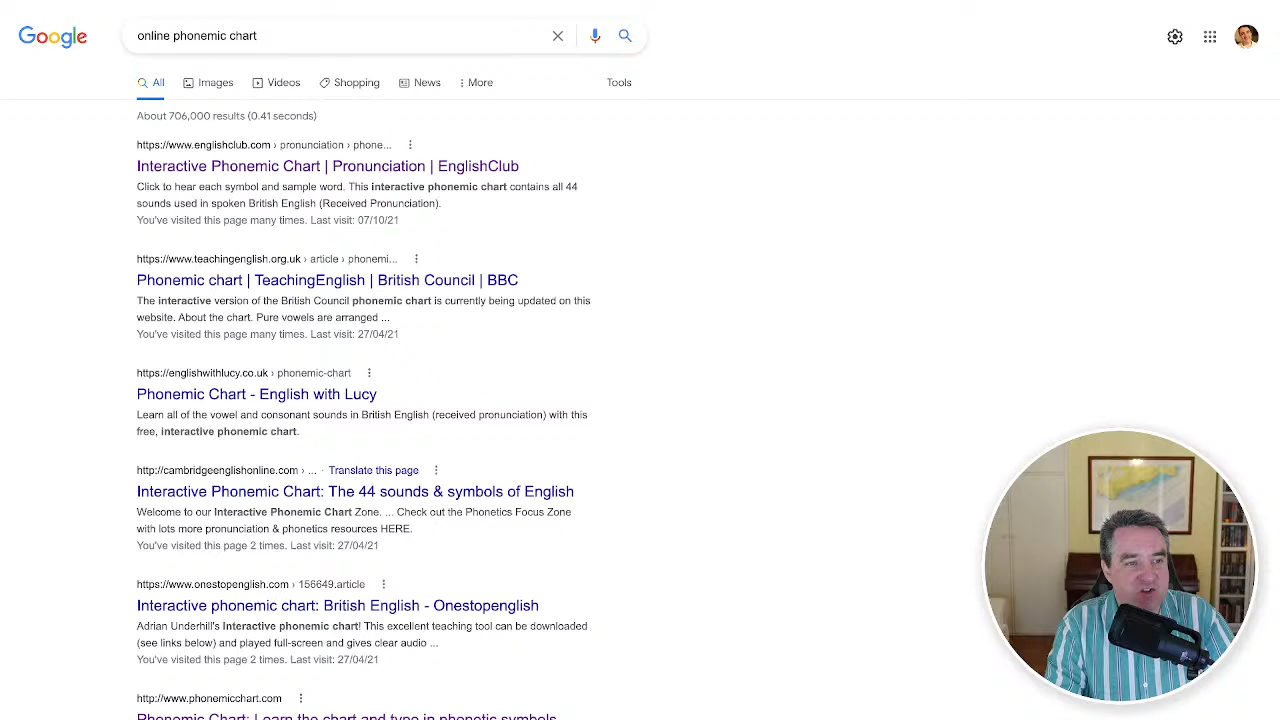 Google
online phonemic chart
All Images Videos Shopping News More Tools
About 706,000 results (0.41 seconds)
https://www.englishclub.com › pronunciation › phone...
Interactive Phonemic Chart | Pronunciation | EnglishClub
Click to hear each symbol and sample word. This interactive phonemic chart contains all 44
sounds used in spoken British English (Received Pronunciation).
You've visited this page many times. Last visit: 07/10/21
https://www.teachingenglish.org.uk › article › phonemi...
Phonemic chart | TeachingEnglish | British Council | BBC
The interactive version of the British Council phonemic chart is currently being updated on this
website. About the chart. Pure vowels are arranged ...
You've visited this page many times. Last visit: 27/04/21
https://englishwithlucy.co.uk › phonemic-chart
Phonemic Chart - English with Lucy
Learn all of the vowel and consonant sounds in British English (received pronunciation) with this
free, interactive phonemic chart.
http://cambridgeenglishonline.com › ... · Translate this page
Interactive Phonemic Chart: The 44 sounds & symbols of English
Welcome to our Interactive Phonemic Chart Zone. ... Check out the Phonetics Focus Zone
with lots more pronunciation & phonetics resources HERE.
You've visited this page 2 times. Last visit: 27/04/21
https://www.onestopenglish.com › 156649.article
Interactive phonemic chart: British English - Onestopenglish
Adrian Underhill's Interactive phonemic chart! This excellent teaching tool can be downloaded
(see links below) and played full-screen and gives clear audio ...
You've visited this page 2 times. Last visit: 27/04/21
http://www.phonemicchart.com
Phonemic Chart: Learn the chart and type in phonetic symbols